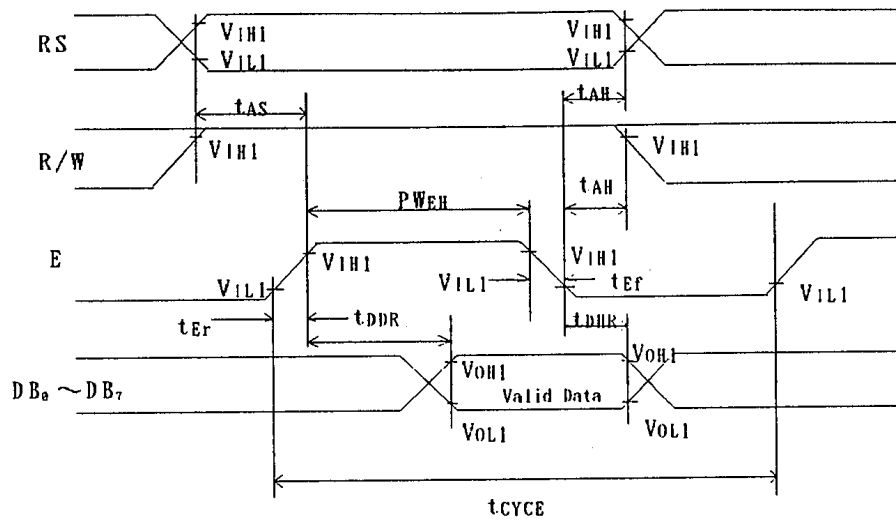 RS
VIH1
VIL1
VIH1
VIL1
tAS
tAH
R/W
VIH1
VIH1
tAH
PWEH
E
VIH1
VIH1
VIL1
VIL1
tEf
VIL1
tEr
tDDR
tDHR
DB₀ ~ DB₇
VOH1
VOH1
Valid Data
VOL1
VOL1
tCYCE